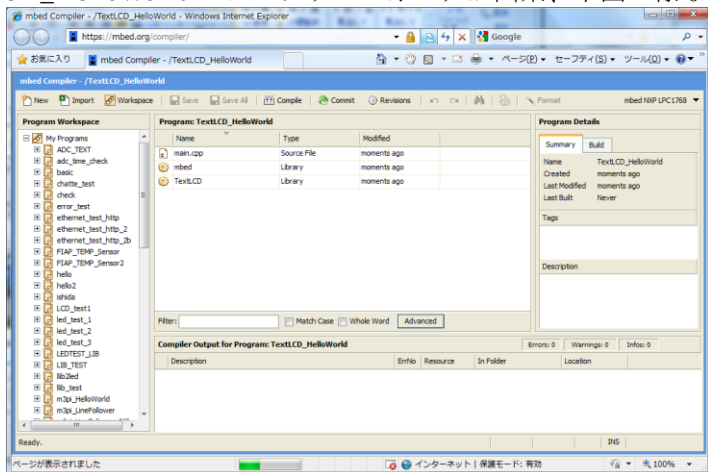 mbed Compiler - /TextLCD_HelloWorld - Windows Internet Explorer
https://mbed.org/compiler/
Google
お気に入り mbed Compiler - /TextLCD_HelloWorld ページ(P) セーフティ(S) ツール(O)
mbed Compiler - /TextLCD_HelloWorld
New Import Workspace Save Save All Compile Commit Revisions Format mbed NXP LPC1768
Program Workspace
My Programs
ADC_TEXT
adc_time_check
basic
chatte_test
check
error_test
ethernet_test_http
ethernet_test_http_2
ethernet_test_http_2b
FIAP_TEMP_Sensor
FIAP_TEMP_Sensor2
hello
hello2
ishida
LCD_test1
led_test_1
led_test_2
led_test_3
LEDTEST_LIB
LIB_TEST
lib2led
lib_test
m3pi_HelloWorld
m3pi_LineFollower
Program: TextLCD_HelloWorld
Name Type Modified
main.cpp Source File moments ago
mbed Library moments ago
TextLCD Library moments ago
Filter: Match Case Whole Word Advanced
Program Details
Summary Build
Name TextLCD_HelloWorld
Created moments ago
Last Modified moments ago
Last Built Never
Tags
Description
Compiler Output for Program: TextLCD_HelloWorld Errors: 0 Warnings: 0 Infos: 0
Description ErrNo Resource In Folder Location
Ready. INS
ページが表示されました インターネット | 保護モード: 有効 100%